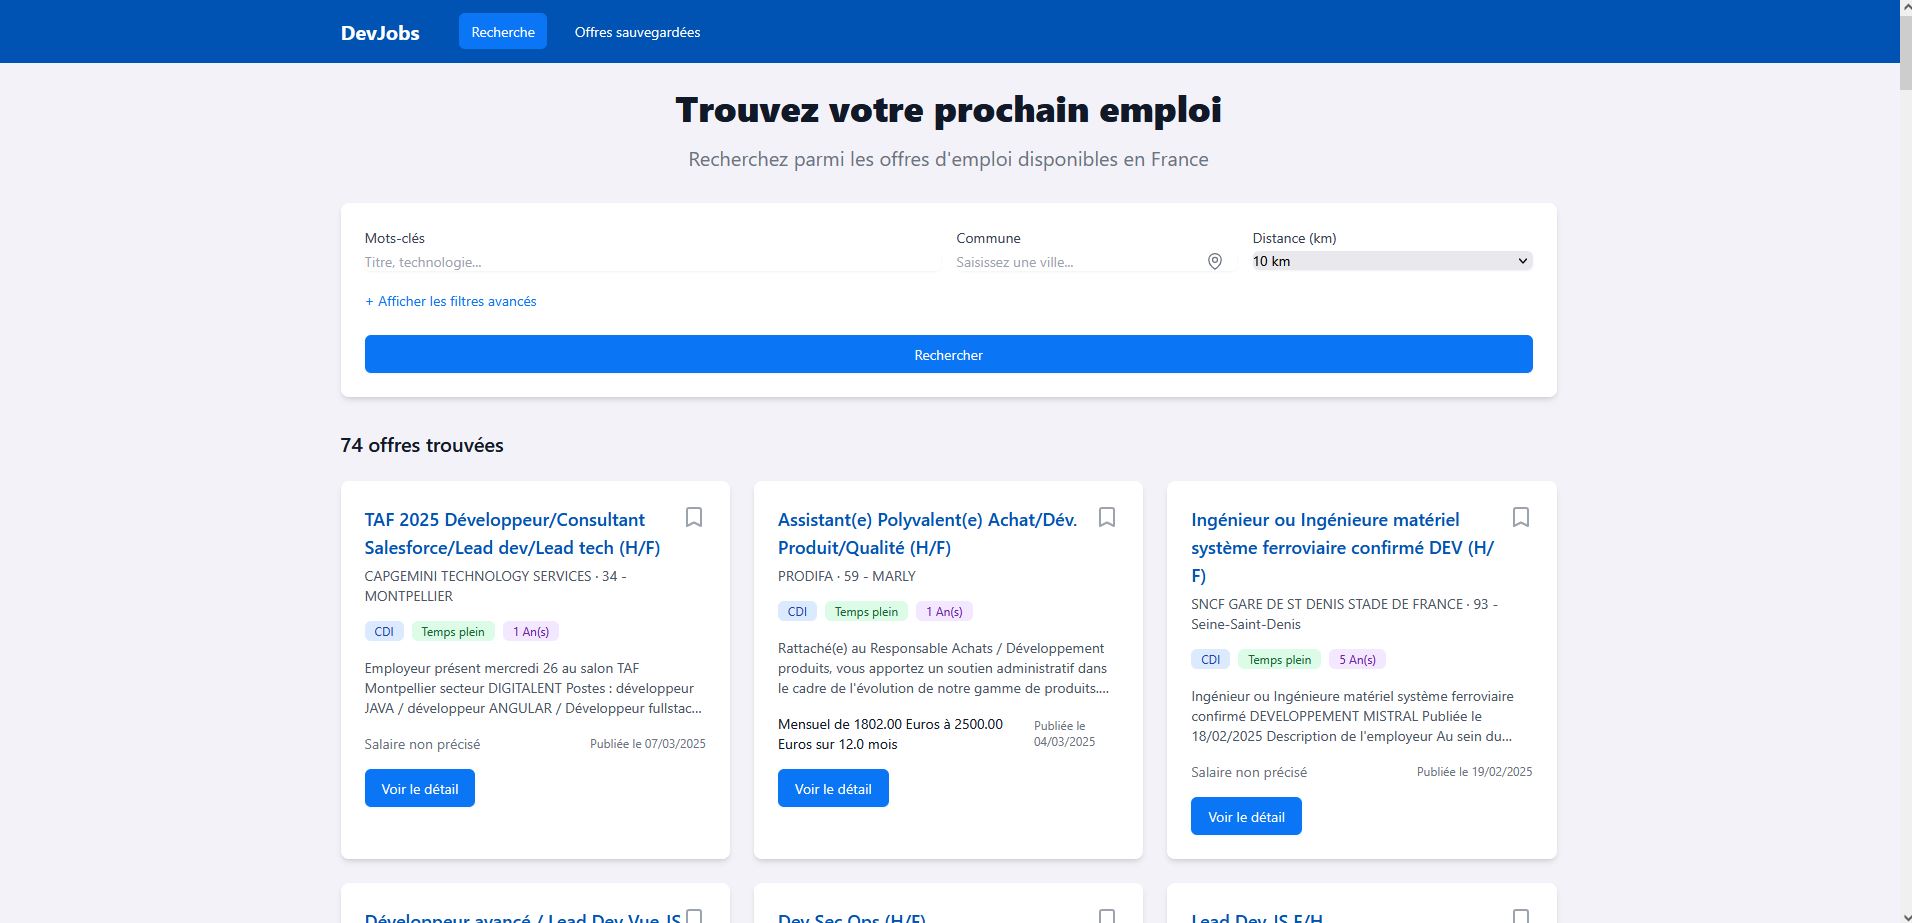 DevJobs
Recherche
Offres sauvegardées
Trouvez votre prochain emploi
Recherchez parmi les offres d'emploi disponibles en France
Mots-clés
Titre, technologie...
Commune
Saisissez une ville...
Distance (km)
10 km
+ Afficher les filtres avancés
Rechercher
74 offres trouvées
TAF 2025 Développeur/Consultant
Salesforce/Lead dev/Lead tech (H/F)
CAPGEMINI TECHNOLOGY SERVICES · 34 -
MONTPELLIER
CDI
Temps plein
1 An(s)
Employeur présent mercredi 26 au salon TAF
Montpellier secteur DIGITALENT Postes : développeur
JAVA / développeur ANGULAR / Développeur fullstac...
Salaire non précisé
Publiée le 07/03/2025
Voir le détail
Assistant(e) Polyvalent(e) Achat/Dév.
Produit/Qualité (H/F)
PRODIFA · 59 - MARLY
CDI
Temps plein
1 An(s)
Rattaché(e) au Responsable Achats / Développement
produits, vous apportez un soutien administratif dans
le cadre de l'évolution de notre gamme de produits....
Mensuel de 1802.00 Euros à 2500.00
Euros sur 12.0 mois
Publiée le
04/03/2025
Voir le détail
Ingénieur ou Ingénieure matériel
système ferroviaire confirmé DEV (H/
F)
SNCF GARE DE ST DENIS STADE DE FRANCE · 93 -
Seine-Saint-Denis
CDI
Temps plein
5 An(s)
Ingénieur ou Ingénieure matériel système ferroviaire
confirmé DEVELOPPEMENT MISTRAL Publiée le
18/02/2025 Description de l'employeur Au sein du...
Salaire non précisé
Publiée le 19/02/2025
Voir le détail
Développeur avancé / Lead Dev Vue JS
Dev Sec Ops (H/F)
Lead Dev JS F/H